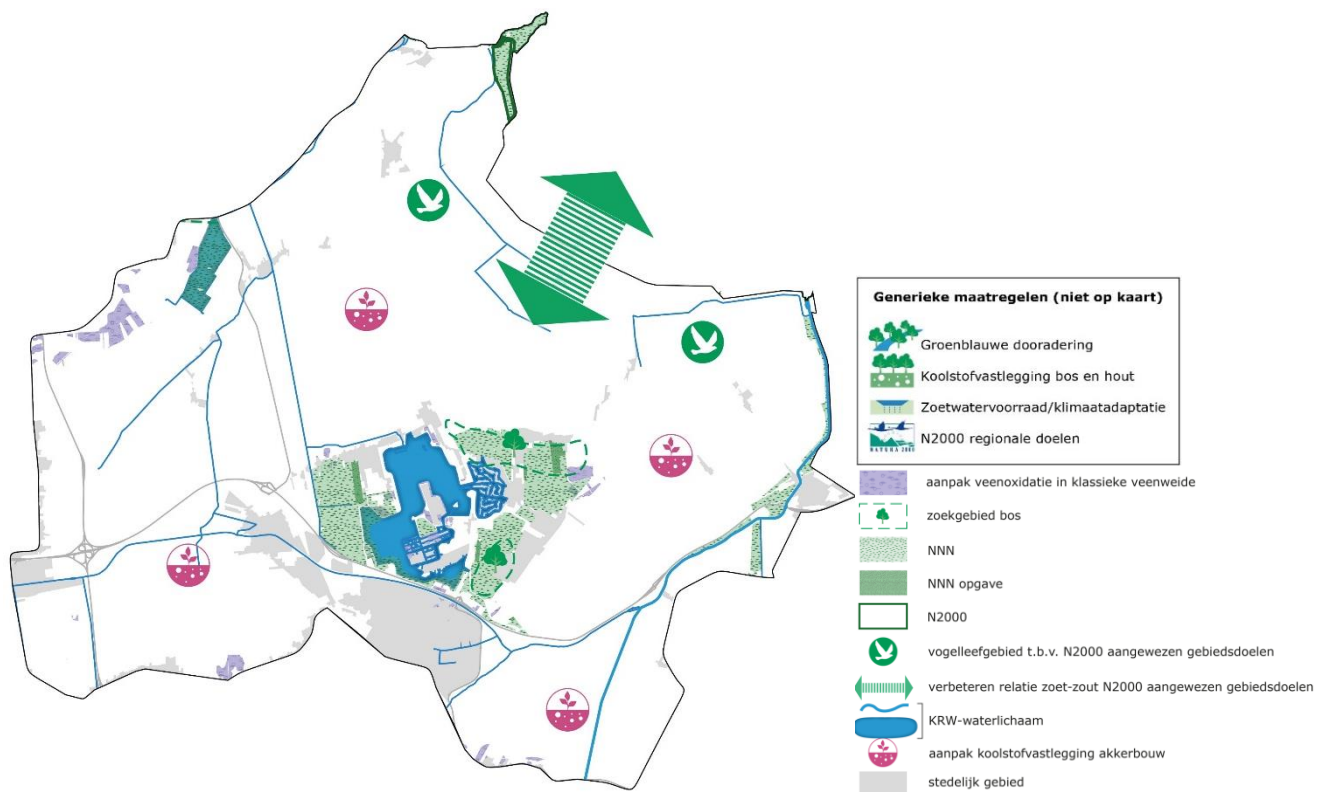 Generieke maatregelen (niet op kaart)
Groenblauwe dooradering
Koolstofvastlegging bos en hout
Zoetwatervoorraad/klimaatadaptatie
N2000 regionale doelen
NATURA 2000
aanpak veenoxidatie in klassieke veenweide
zoekgebied bos
NNN
NNN opgave
N2000
vogelleefgebied t.b.v. N2000 aangewezen gebiedsdoelen
verbeteren relatie zoet-zout N2000 aangewezen gebiedsdoelen
KRW-waterlichaam
aanpak koolstofvastlegging akkerbouw
stedelijk gebied